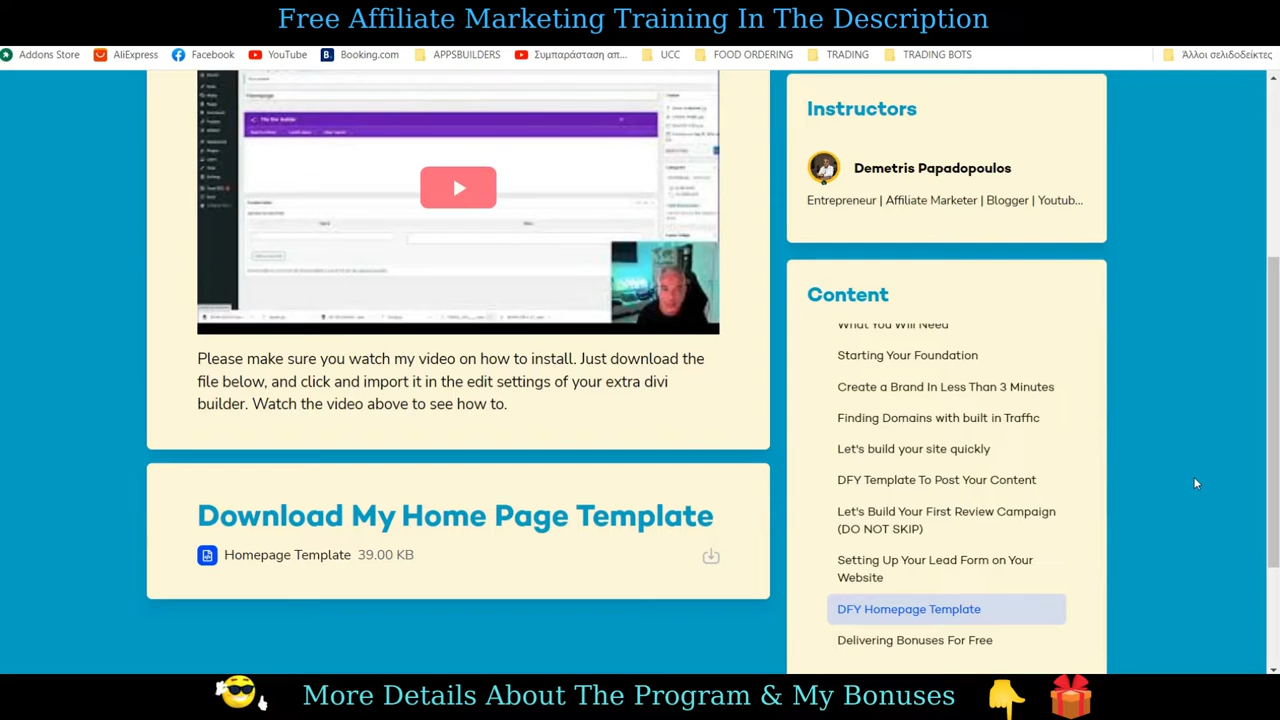 Free Affiliate Marketing Training In The Description
Addons Store
AliExpress
Facebook
YouTube
Booking.com
APPSBUILDERS
Συμπαράσταση απ...
UCC
FOOD ORDERING
TRADING
TRADING BOTS
Άλλοι σελιδοδείκτες
Homepage
Please make sure you watch my video on how to install. Just download the
file below, and click and import it in the edit settings of your extra divi
builder. Watch the video above to see how to.
Download My Home Page Template
Homepage Template 39.00 KB
Instructors
Demetris Papadopoulos
Entrepreneur | Affiliate Marketer | Blogger | Youtub...
Content
What You Will Need
Starting Your Foundation
Create a Brand In Less Than 3 Minutes
Finding Domains with built in Traffic
Let's build your site quickly
DFY Template To Post Your Content
Let's Build Your First Review Campaign
(DO NOT SKIP)
Setting Up Your Lead Form on Your
Website
DFY Homepage Template
Delivering Bonuses For Free
More Details About The Program & My Bonuses